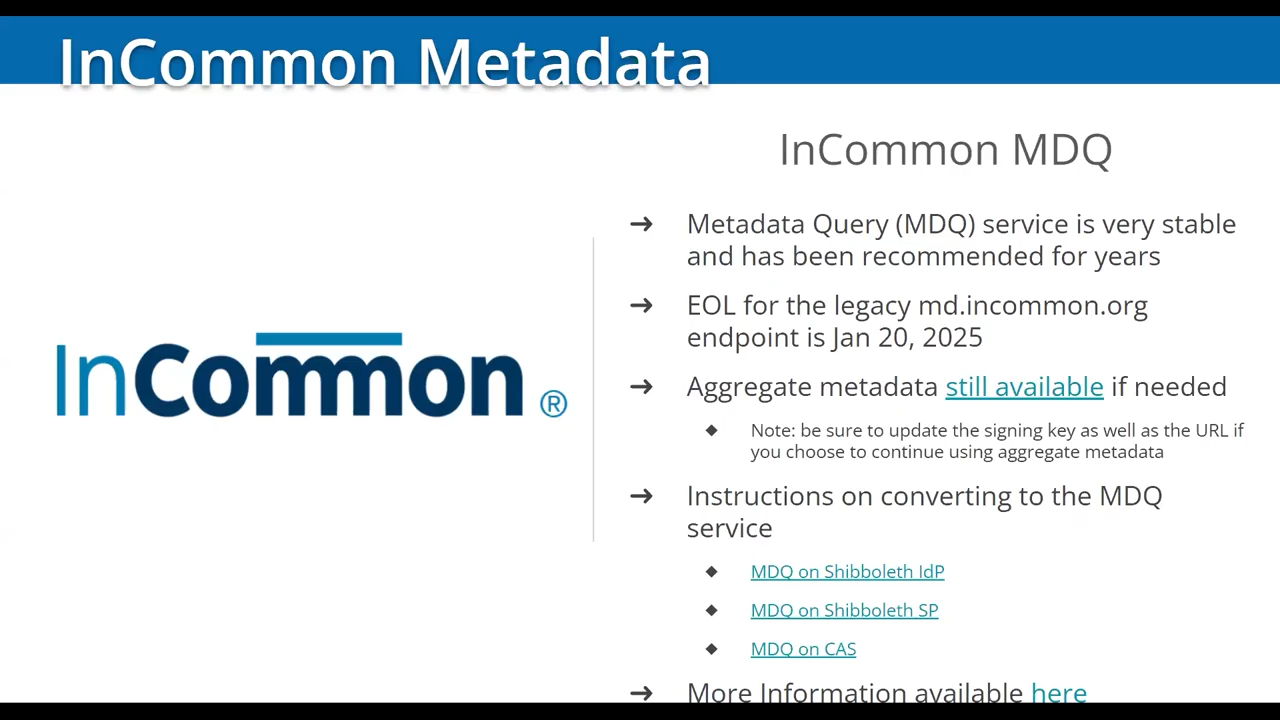 InCommon Metadata
InCommon ®
InCommon MDQ
➔ Metadata Query (MDQ) service is very stable
and has been recommended for years
➔ EOL for the legacy md.incommon.org
endpoint is Jan 20, 2025
➔ Aggregate metadata still available if needed
◆ Note: be sure to update the signing key as well as the URL if
you choose to continue using aggregate metadata
➔ Instructions on converting to the MDQ
service
◆ MDQ on Shibboleth IdP
◆ MDQ on Shibboleth SP
◆ MDQ on CAS
➔ More Information available here